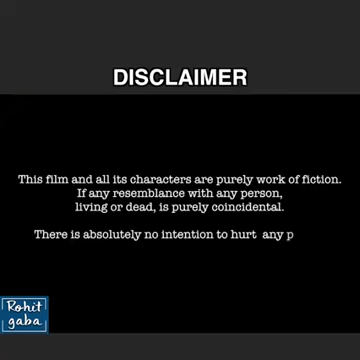 DISCLAIMER
This film and all its characters are purely work of fiction.
If any resemblance with any person,
living or dead, is purely coincidental.
There is absolutely no intention to hurt any p
Rohit
gaba